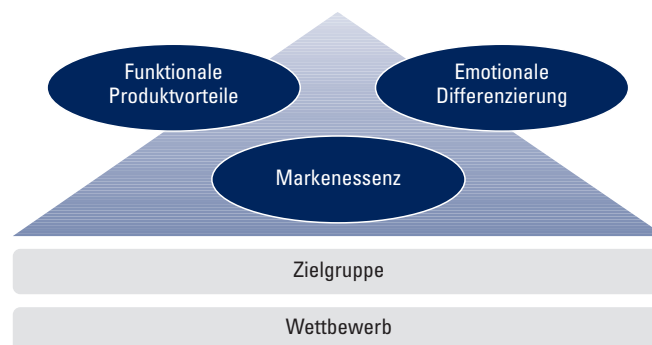 Funktionale
Produktvorteile
Emotionale
Differenzierung
Markenessenz
Zielgruppe
Wettbewerb